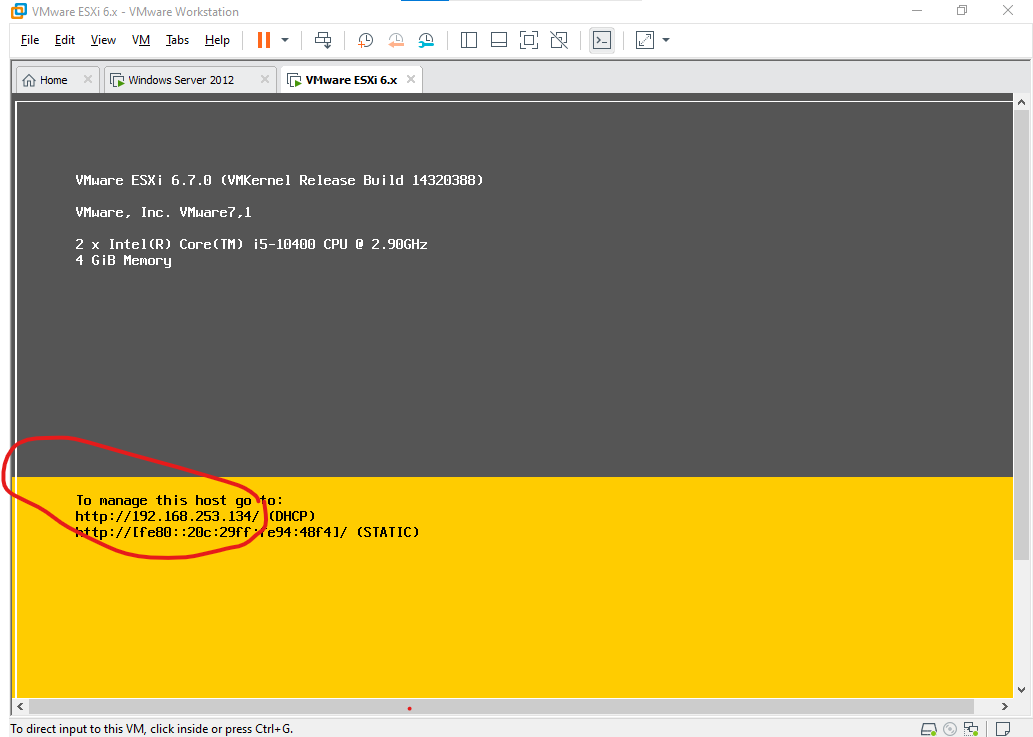 VMware ESXi 6.x - VMware Workstation
File Edit View VM Tabs Help
Home Windows Server 2012 VMware ESXi 6.x
VMware ESXi 6.7.0 (VMKernel Release Build 14320388)
VMware, Inc. VMware7,1
2 x Intel(R) Core(TM) i5-10400 CPU @ 2.90GHz
4 GiB Memory
To manage this host go to:
http://192.168.253.134/ (DHCP)
http://[fe80::20c:29ff:fe94:48f4]/ (STATIC)
To direct input to this VM, click inside or press Ctrl+G.